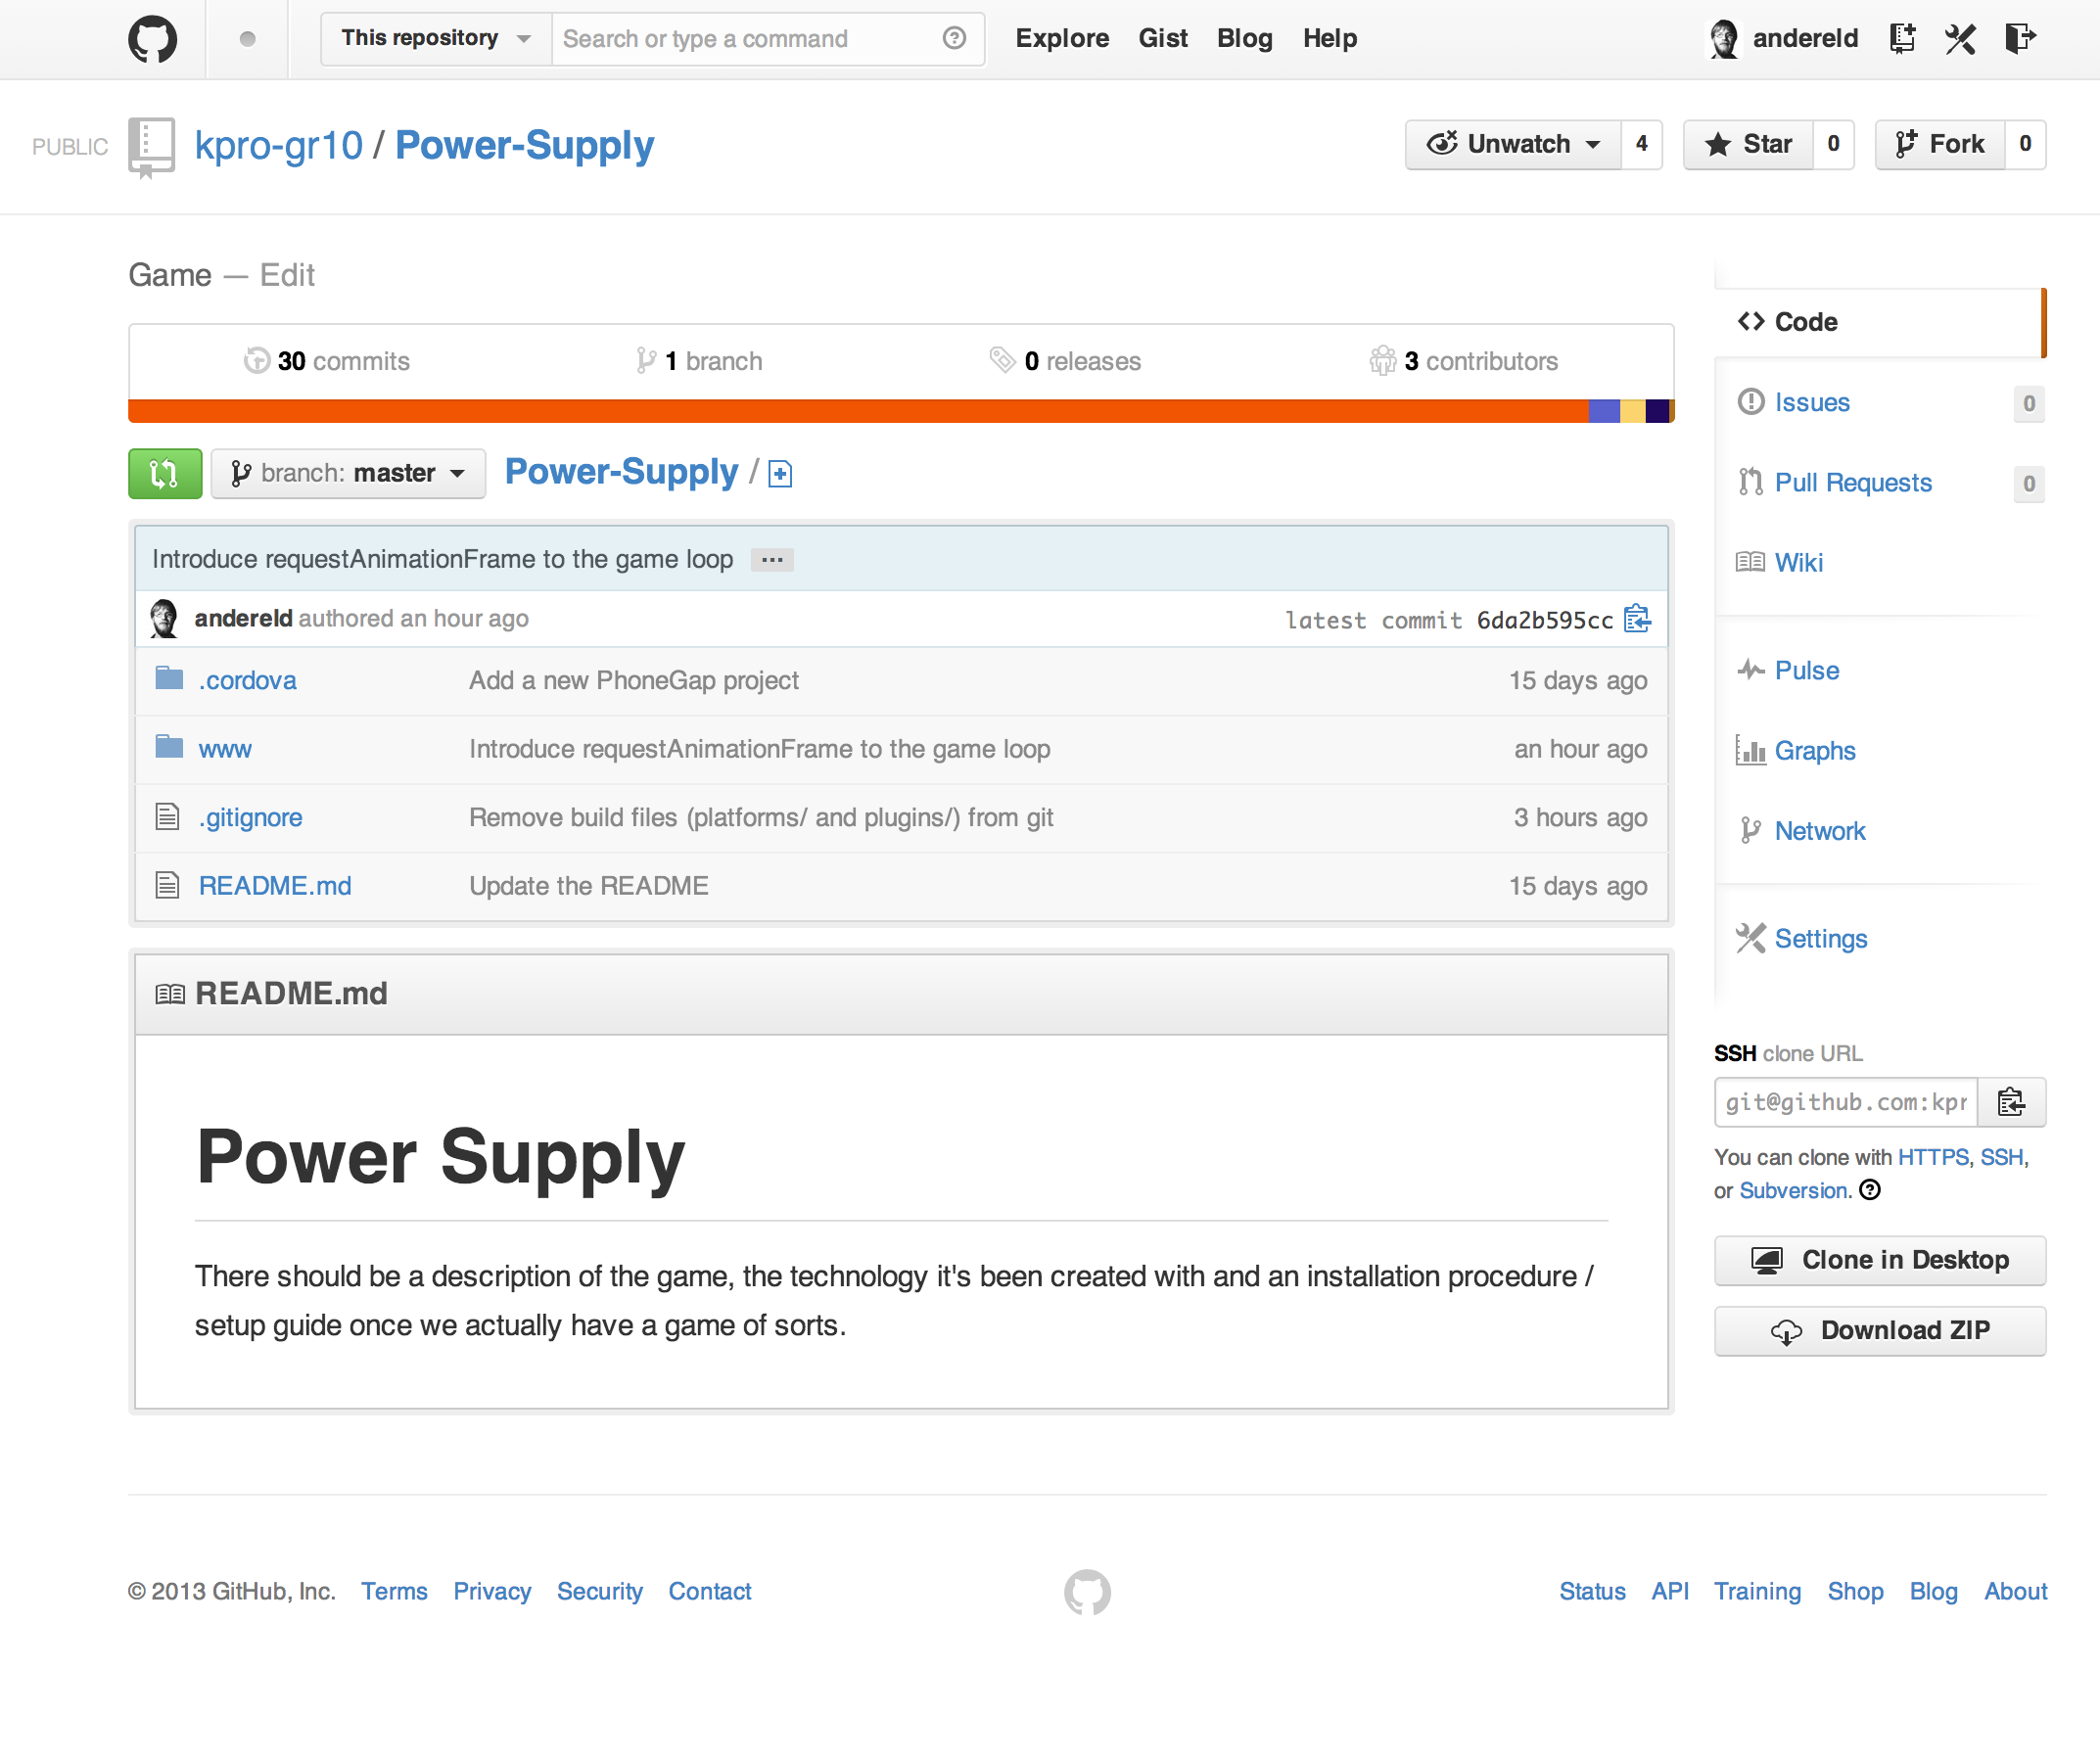 This repository Search or type a command Explore Gist Blog Help andereld
PUBLIC kpro-gr10 / Power-Supply Unwatch 4 Star 0 Fork 0
Game — Edit
30 commits 1 branch 0 releases 3 contributors
branch: master Power-Supply /
Introduce requestAnimationFrame to the game loop ...
andereld authored an hour ago latest commit 6da2b595cc
.cordova Add a new PhoneGap project 15 days ago
www Introduce requestAnimationFrame to the game loop an hour ago
.gitignore Remove build files (platforms/ and plugins/) from git 3 hours ago
README.md Update the README 15 days ago
README.md
Power Supply
There should be a description of the game, the technology it's been created with and an installation procedure /
setup guide once we actually have a game of sorts.
Code
Issues 0
Pull Requests 0
Wiki
Pulse
Graphs
Network
Settings
SSH clone URL
git@github.com:kpr
You can clone with HTTPS, SSH,
or Subversion.
Clone in Desktop
Download ZIP
© 2013 GitHub, Inc. Terms Privacy Security Contact Status API Training Shop Blog About